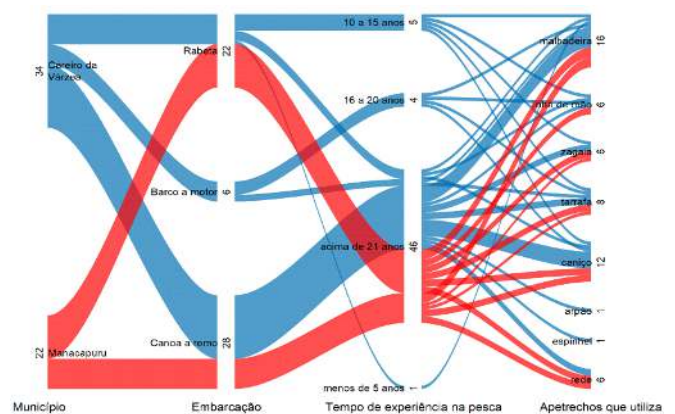 34
Careiro da
Várzea
22
Manacapuru
Rabeta
22
Barco a motor
6
Canoa a remo
28
10 a 15 anos
5
16 a 20 anos
4
acima de 21 anos
46
menos de 5 anos
1
malhadeira
16
linha de mão
6
zagaia
6
tarrafa
8
caniço
12
arpão
1
espinhel
1
rede
6
Município Embarcação Tempo de experiência na pesca Apetrechos que utiliza